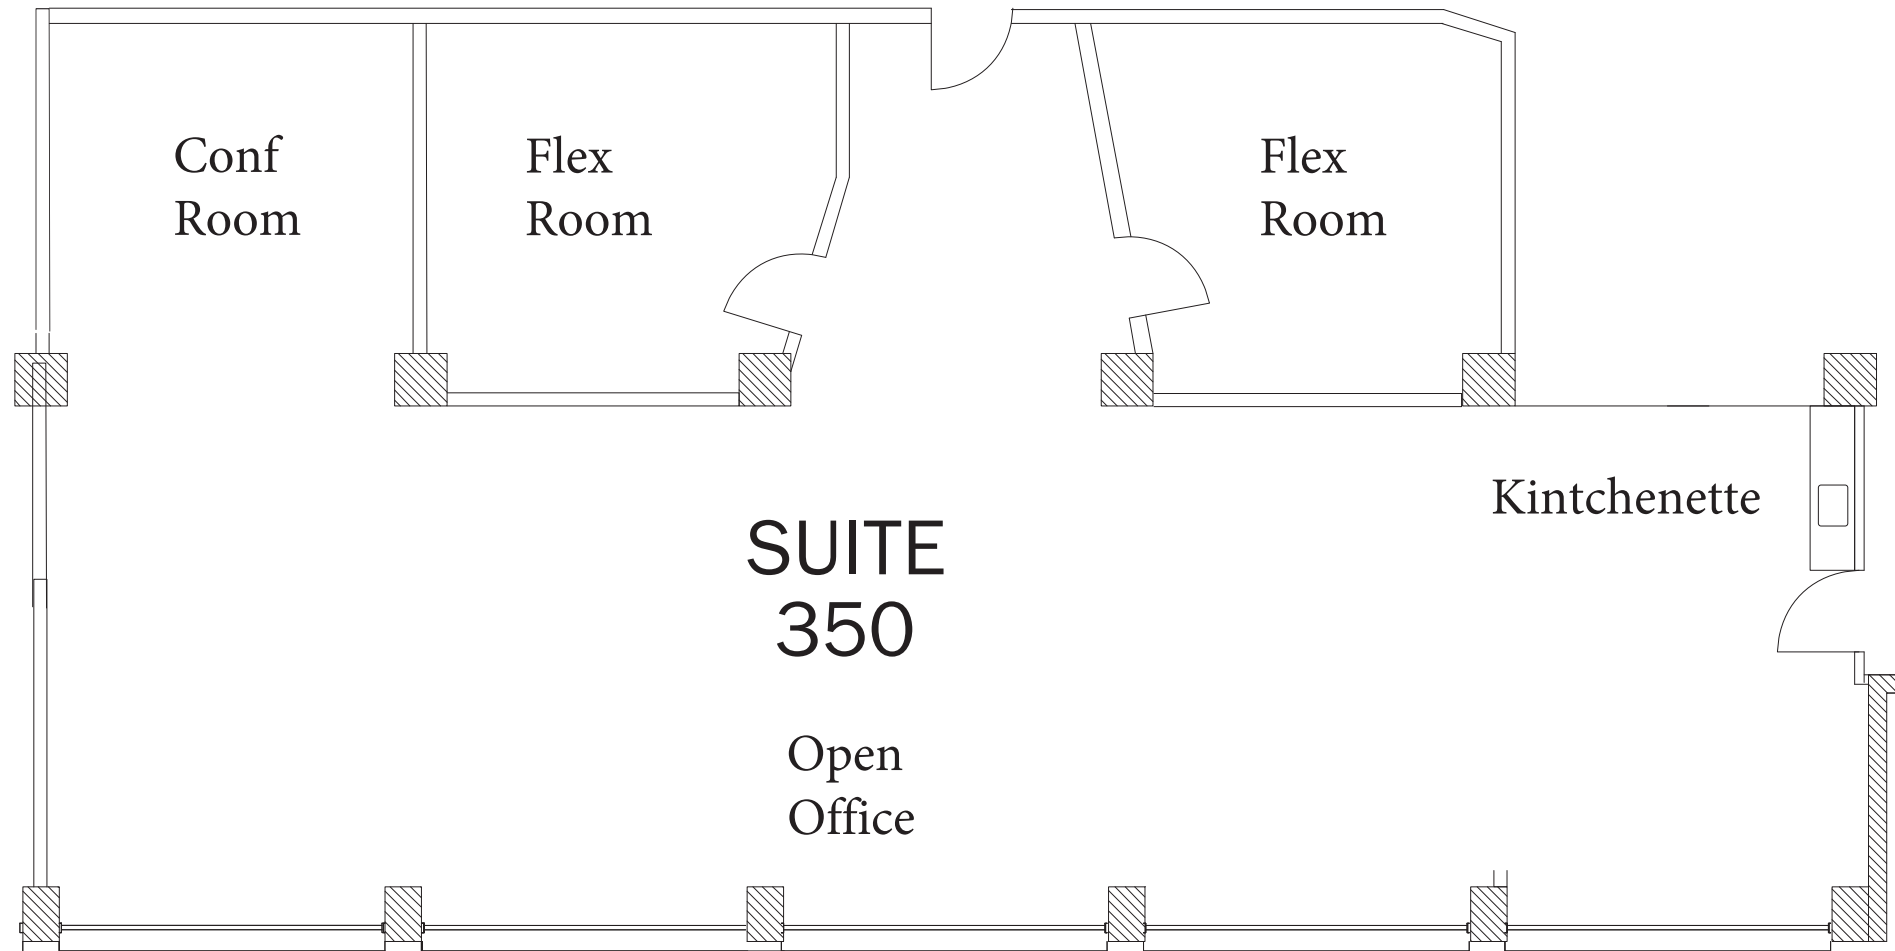 Conf
Room
Flex
Room
Flex
Room
Kintchenette
SUITE
350
Open
Office